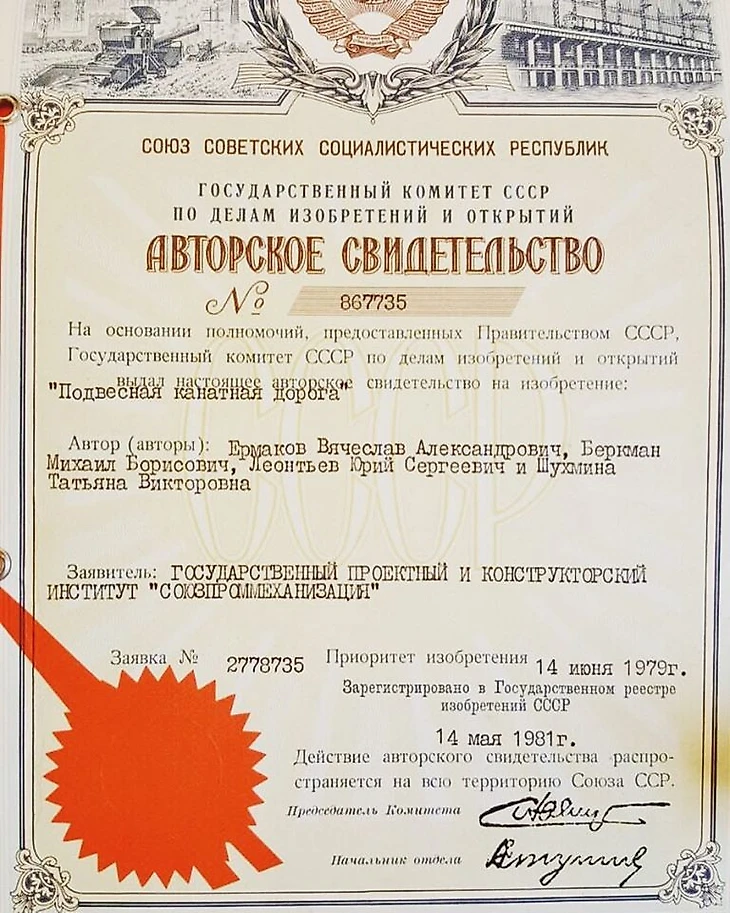 СОЮЗ СОВЕТСКИХ СОЦИАЛИСТИЧЕСКИХ РЕСПУБЛИК
ГОСУДАРСТВЕННЫЙ КОМИТЕТ СССР
ПО ДЕЛАМ ИЗОБРЕТЕНИЙ И ОТКРЫТИЙ
АВТОРСКОЕ СВИДЕТЕЛЬСТВО
№ 867735
На основании полномочий, предоставленных Правительством СССР,
Государственный комитет СССР по делам изобретений и открытий
выдал настоящее авторское свидетельство на изобретение:
"Подвесная канатная дорога"
СССР
Автор (авторы): Ермаков Вячеслав Александрович, Беркман
Михаил Борисович, Леонтьев Юрий Сергеевич и Шухмина
Татьяна Викторовна
Заявитель: ГОСУДАРСТВЕННЫЙ ПРОЕКТНЫЙ И КОНСТРУКТОРСКИЙ
ИНСТИТУТ "СОЮЗПРОММЕХАНИЗАЦИЯ"
Заявка № 2778735 Приоритет изобретения 14 июня 1979г.
Зарегистрировано в Государственном реестре
изобретений СССР
14 мая 1981г.
Действие авторского свидетельства распро-
страняется на всю территорию Союза ССР.
Председатель Комитета
Начальник отдела